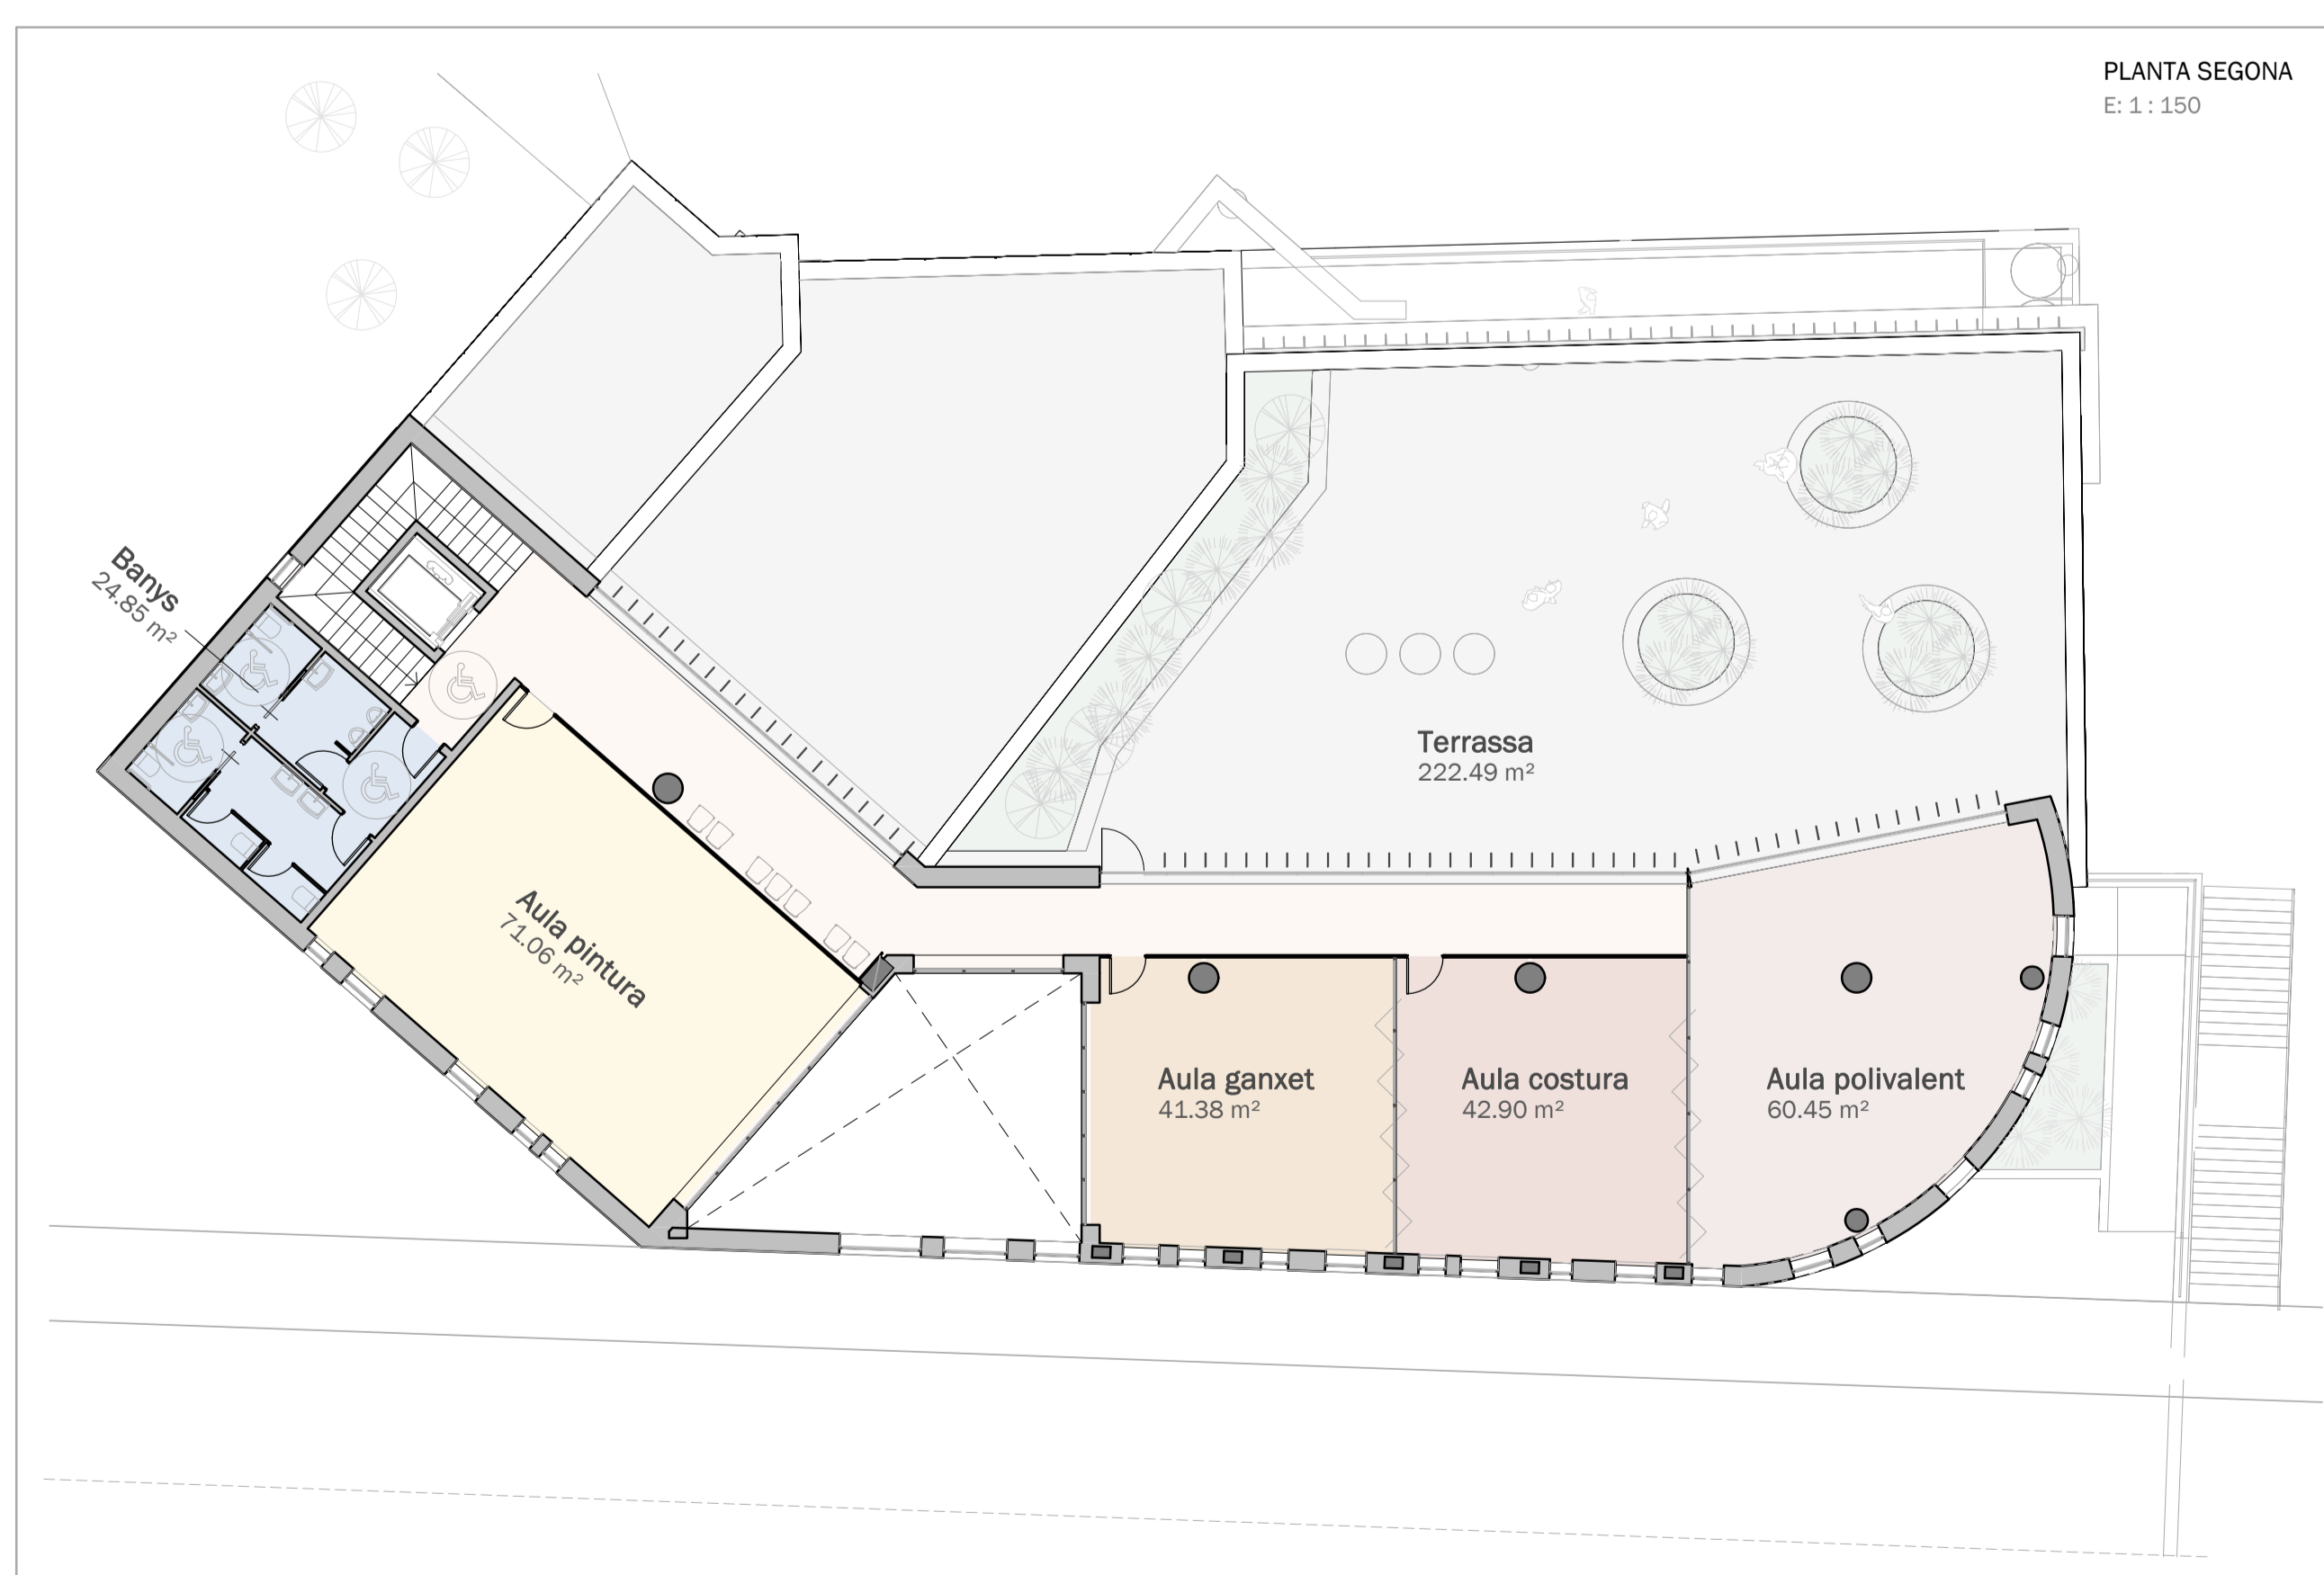 PLANTA SEGONA
E: 1 : 150
Banys
24.85 m²
Terrassa
222.49 m²
Aula pintura
71.06 m²
Aula ganxet
41.38 m²
Aula costura
42.90 m²
Aula polivalent
60.45 m²